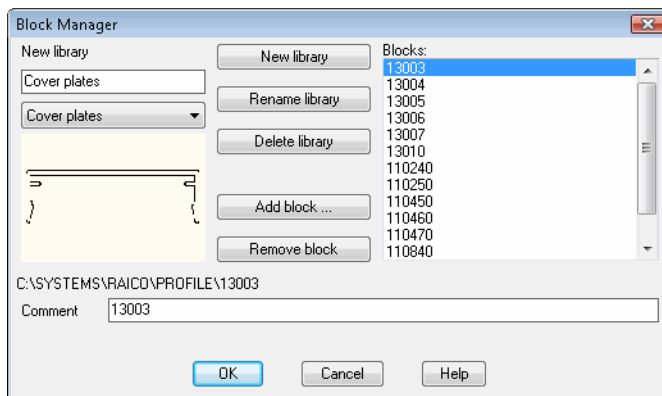 Block Manager
New library
Cover plates
Cover plates
New library
Rename library
Delete library
Add block ...
Remove block
Blocks:
13003
13004
13005
13006
13007
13010
110240
110250
110450
110460
110470
110840
C:\SYSTEMS\RAICO\PROFILE\13003
Comment
13003
OK
Cancel
Help